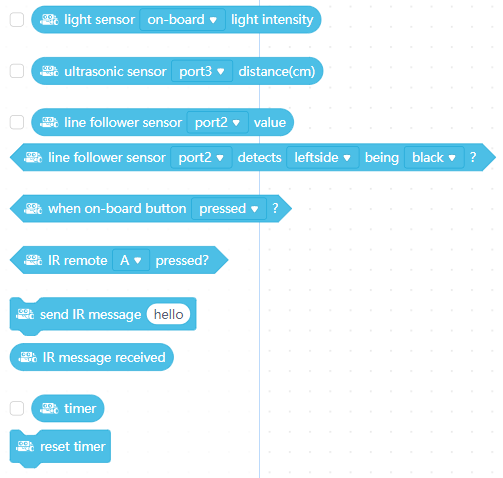 light sensor on-board light intensity
ultrasonic sensor port3 distance(cm)
line follower sensor port2 value
line follower sensor port2 detects leftside being black ?
when on-board button pressed ?
IR remote A pressed?
send IR message hello
IR message received
timer
reset timer